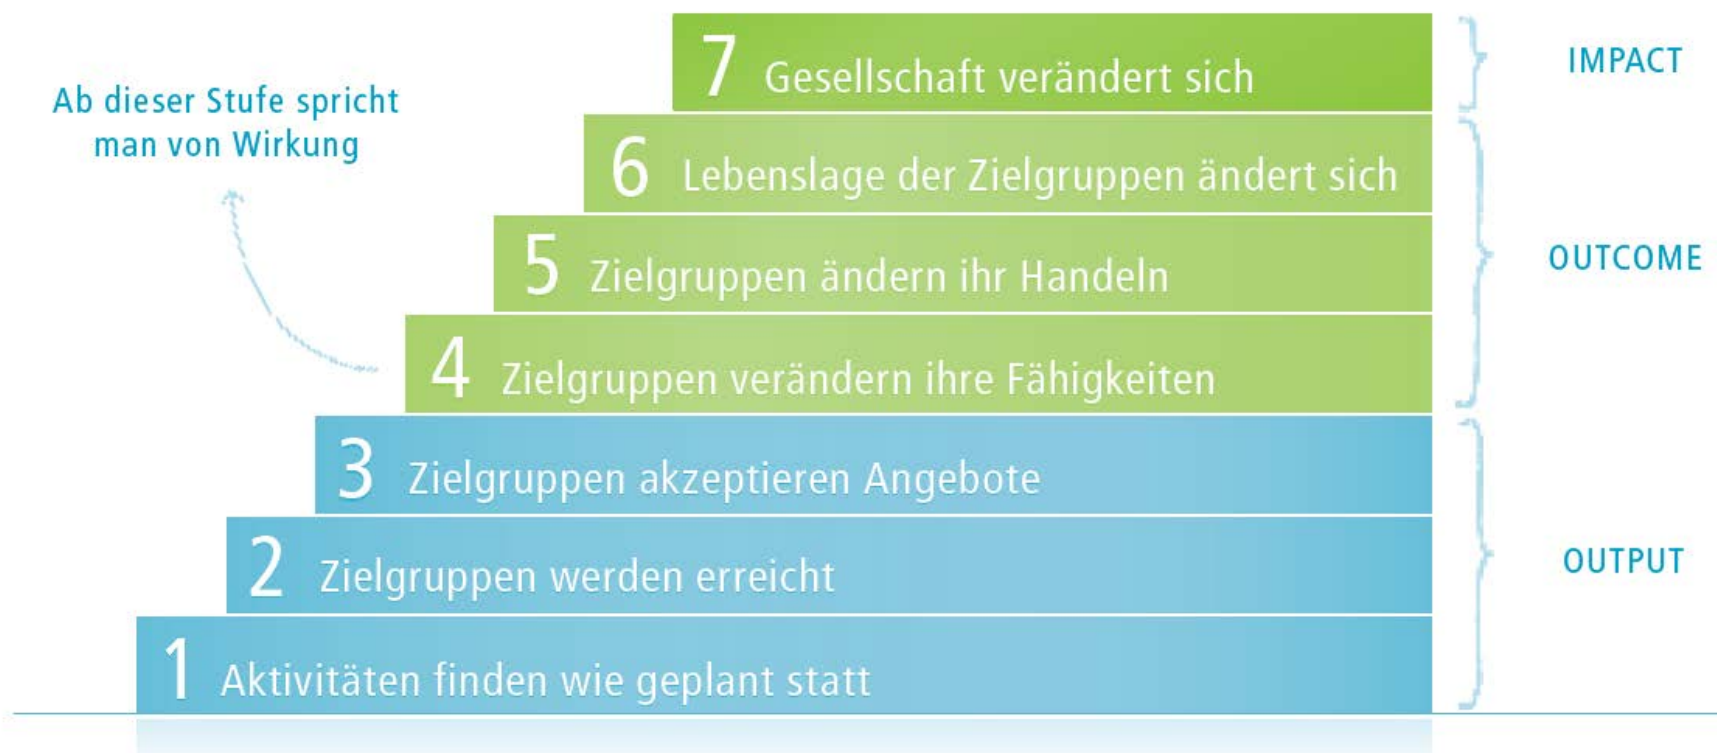 7 Gesellschaft verändert sich
IMPACT
Ab dieser Stufe spricht
man von Wirkung
6 Lebenslage der Zielgruppen ändert sich
5 Zielgruppen ändern ihr Handeln
OUTCOME
4 Zielgruppen verändern ihre Fähigkeiten
3 Zielgruppen akzeptieren Angebote
2 Zielgruppen werden erreicht
OUTPUT
1 Aktivitäten finden wie geplant statt